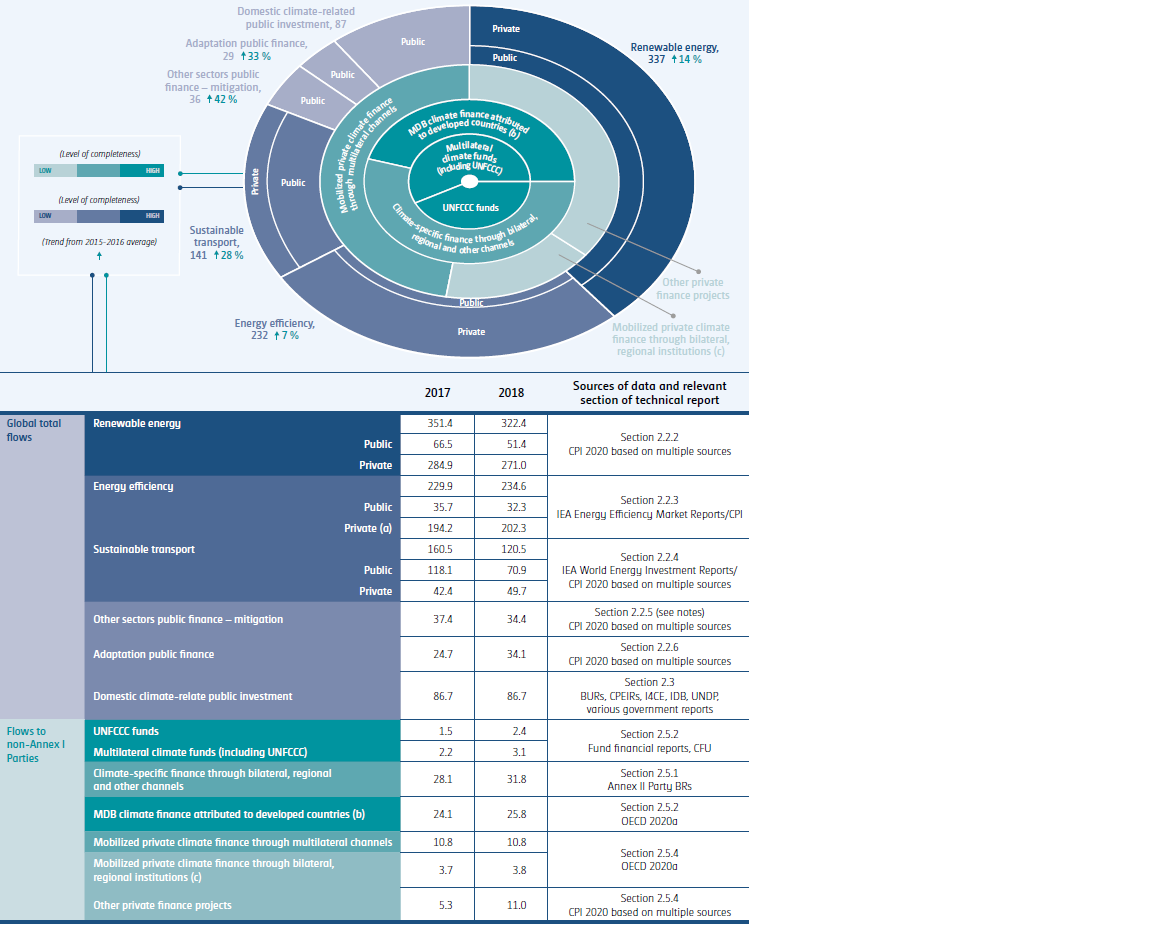 Domestic climate-related
public investment, 87
Adaptation public finance,
29 ↑33 %
Other sectors public
finance – mitigation,
36 ↑42 %
Public
Public
Public
Private
Public
Renewable energy,
337 ↑14 %
MDB climate finance attributed
to developed countries (b)
Multilateral
climate funds
(including UNFCCC)
UNFCCC funds
Climate-specific finance through bilateral,
regional and other channels
Mobilized private climate finance
through multilateral channels
Private
Public
(Level of completeness)
LOW HIGH
(Level of completeness)
LOW HIGH
(Trend from 2015-2016 average)
↑
Sustainable
transport,
141 ↑28 %
Other private
finance projects
Public
Private
Energy efficiency,
232 ↑7 %
Mobilized private climate
finance through bilateral,
regional institutions (c)
2017 2018 Sources of data and relevant
section of technical report
Global total
flows
Renewable energy 351.4 322.4
Public 66.5 51.4
Private 284.9 271.0
Section 2.2.2
CPI 2020 based on multiple sources
Energy efficiency 229.9 234.6
Public 35.7 32.3
Private (a) 194.2 202.3
Section 2.2.3
IEA Energy Efficiency Market Reports/CPI
Sustainable transport 160.5 120.5
Public 118.1 70.9
Private 42.4 49.7
Section 2.2.4
IEA World Energy Investment Reports/
CPI 2020 based on multiple sources
Other sectors public finance – mitigation 37.4 34.4
Section 2.2.5 (see notes)
CPI 2020 based on multiple sources
Adaptation public finance 24.7 34.1
Section 2.2.6
CPI 2020 based on multiple sources
Domestic climate-relate public investment 86.7 86.7
Section 2.3
BURs, CPEIRs, I4CE, IDB, UNDP,
various government reports
Flows to
non-Annex I
Parties
UNFCCC funds 1.5 2.4
Multilateral climate funds (including UNFCCC) 2.2 3.1
Section 2.5.2
Fund financial reports, CFU
Climate-specific finance through bilateral, regional
and other channels 28.1 31.8
Section 2.5.1
Annex II Party BRs
MDB climate finance attributed to developed countries (b) 24.1 25.8
Section 2.5.2
OECD 2020a
Mobilized private climate finance through multilateral channels 10.8 10.8
Mobilized private climate finance through bilateral,
regional institutions (c) 3.7 3.8
Section 2.5.4
OECD 2020a
Other private finance projects 5.3 11.0
Section 2.5.4
CPI 2020 based on multiple sources